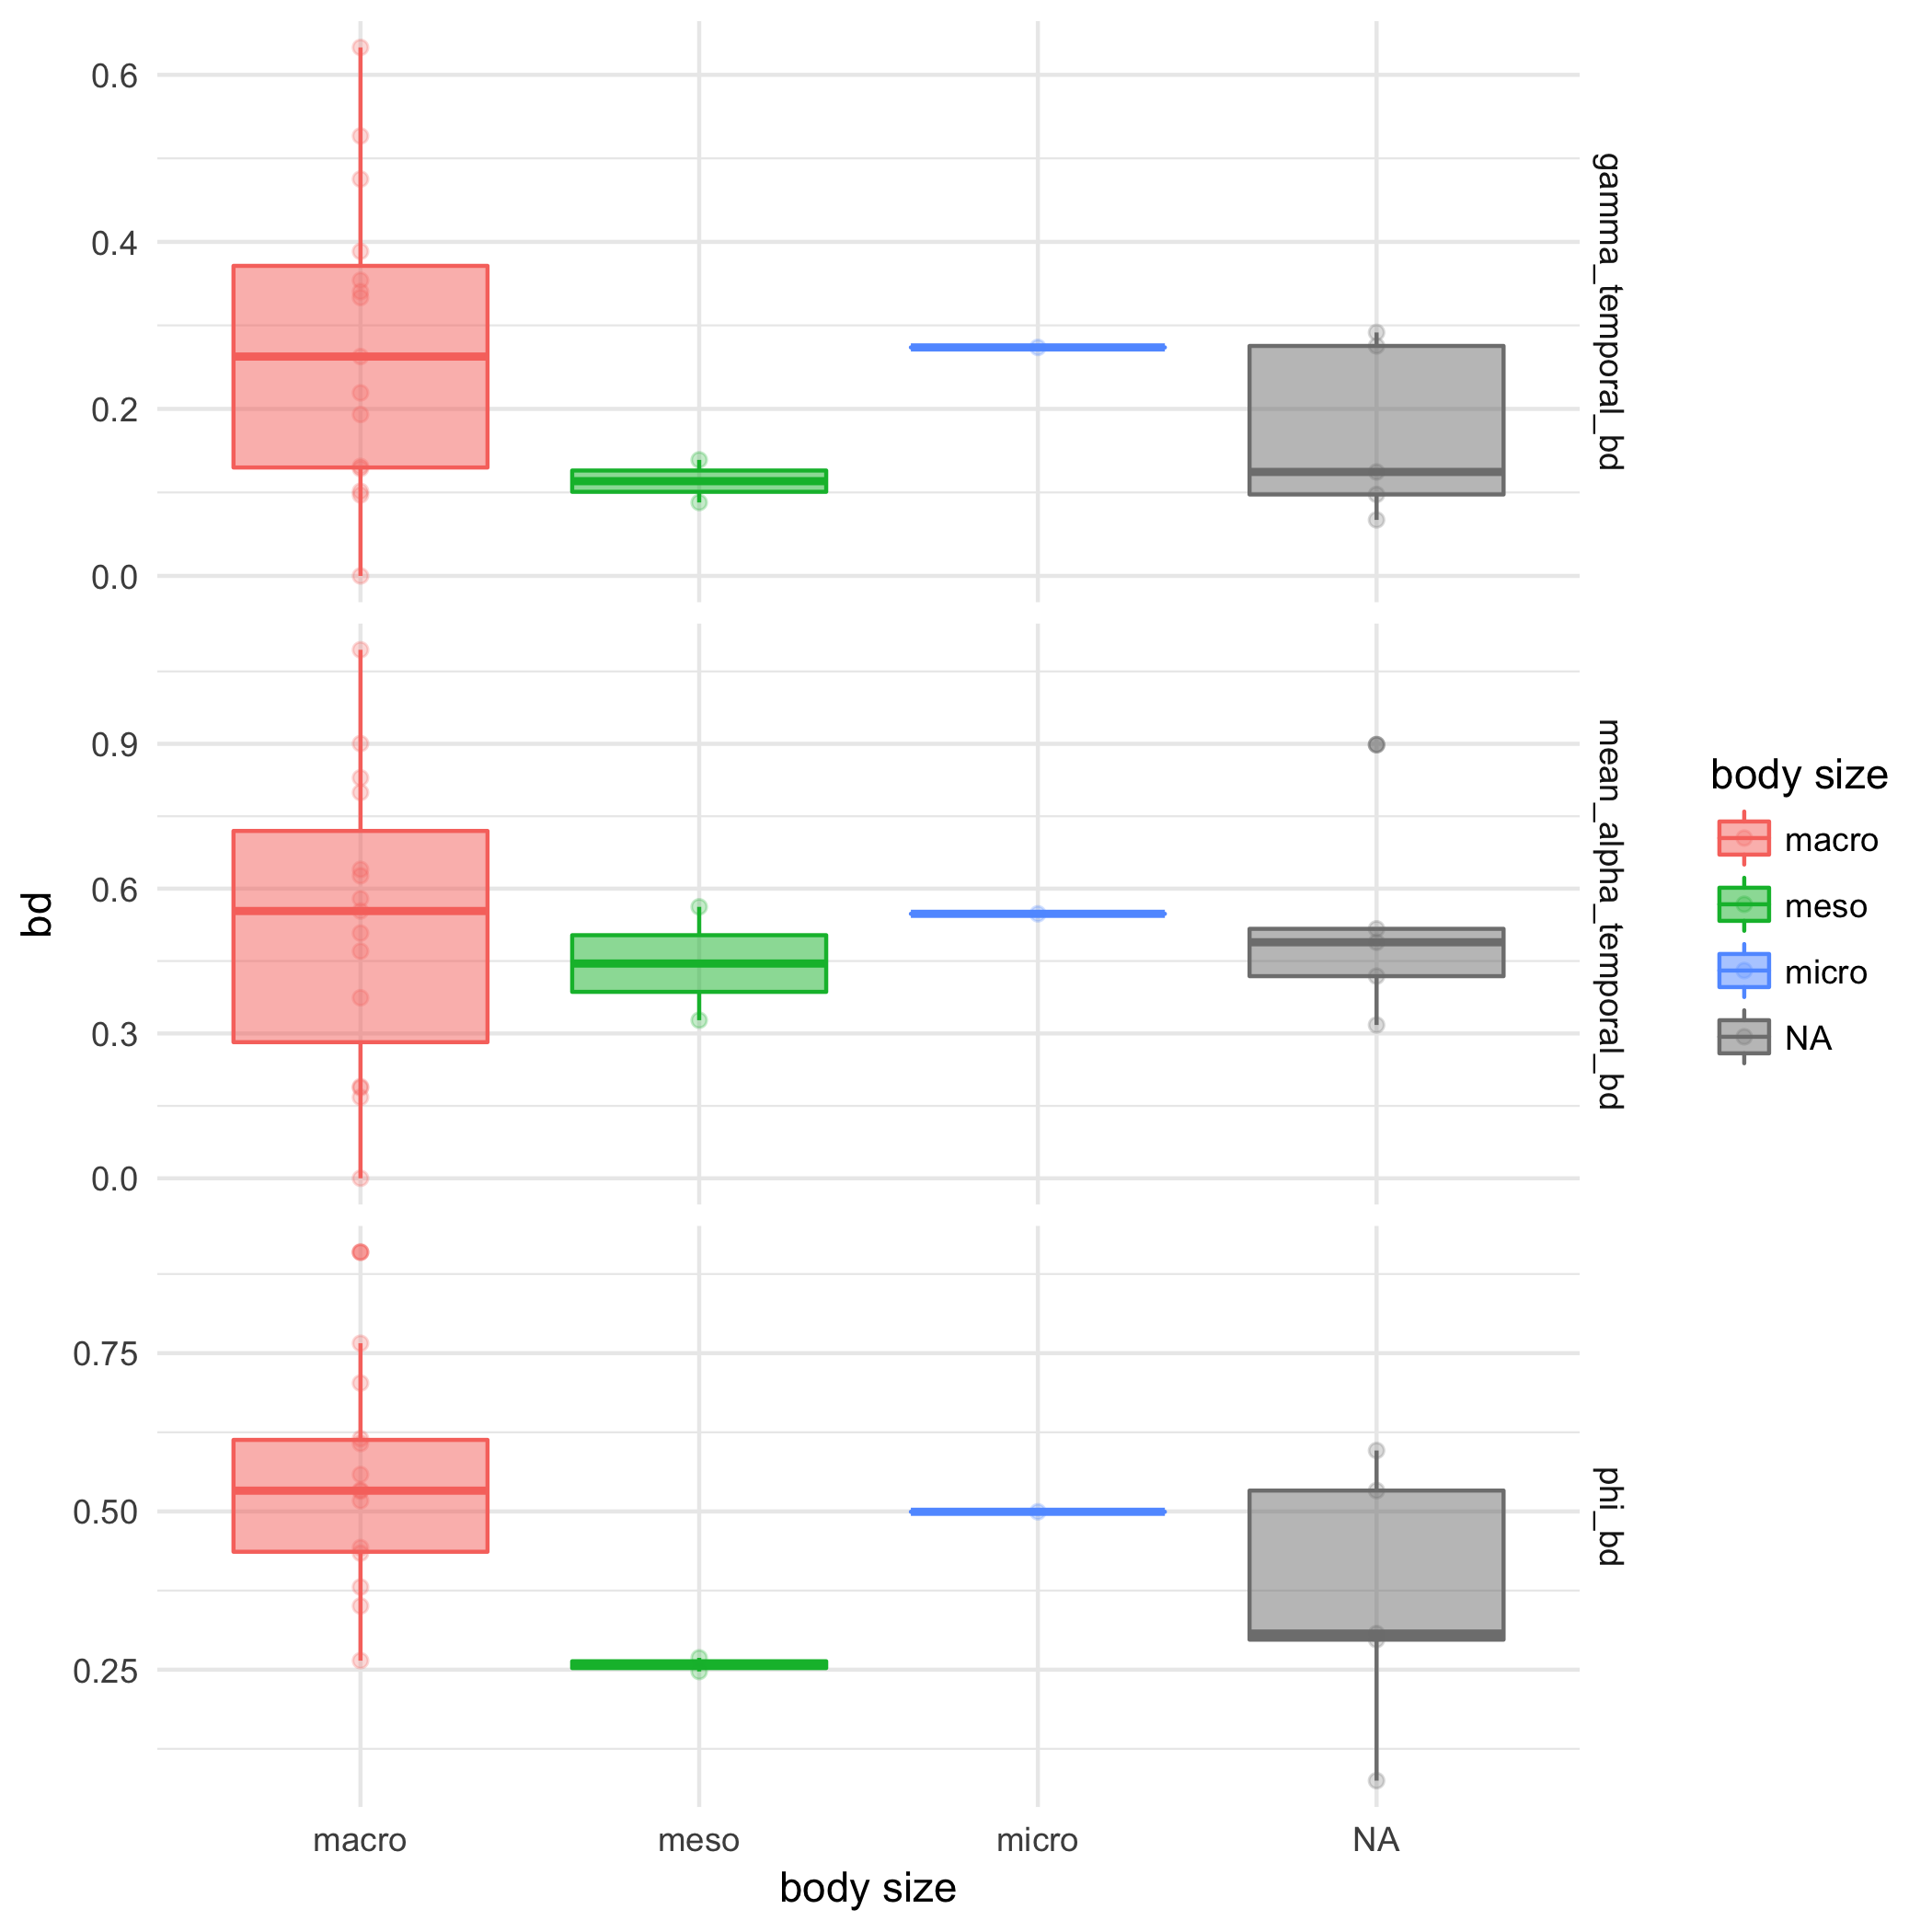 0.6
0.4
0.2
0.0
gamma_temporal_bd
0.9
0.6
0.3
0.0
mean_alpha_temporal_bd
0.75
0.50
0.25
phi_bd
bd
macro
meso
micro
NA
body size
body size
macro
meso
micro
NA